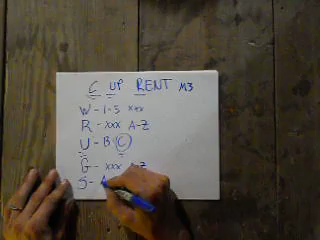 C UP RENT M3
W - 1-5 xxx
R - xxx A-Z
U - B C
G - xxx A-Z
S - A